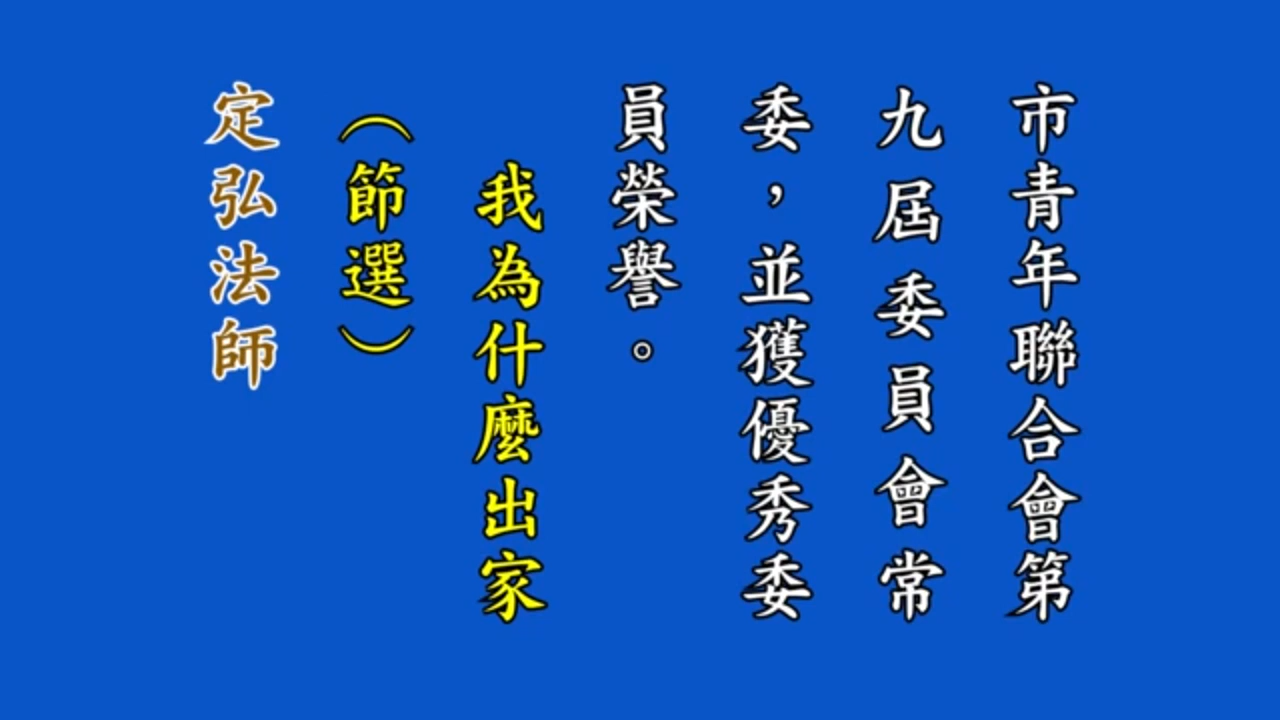 市青年聯合會第
九屆委員會常
委，並獲優秀委
員榮譽。
我為什麼出家
（節選）
定弘法師